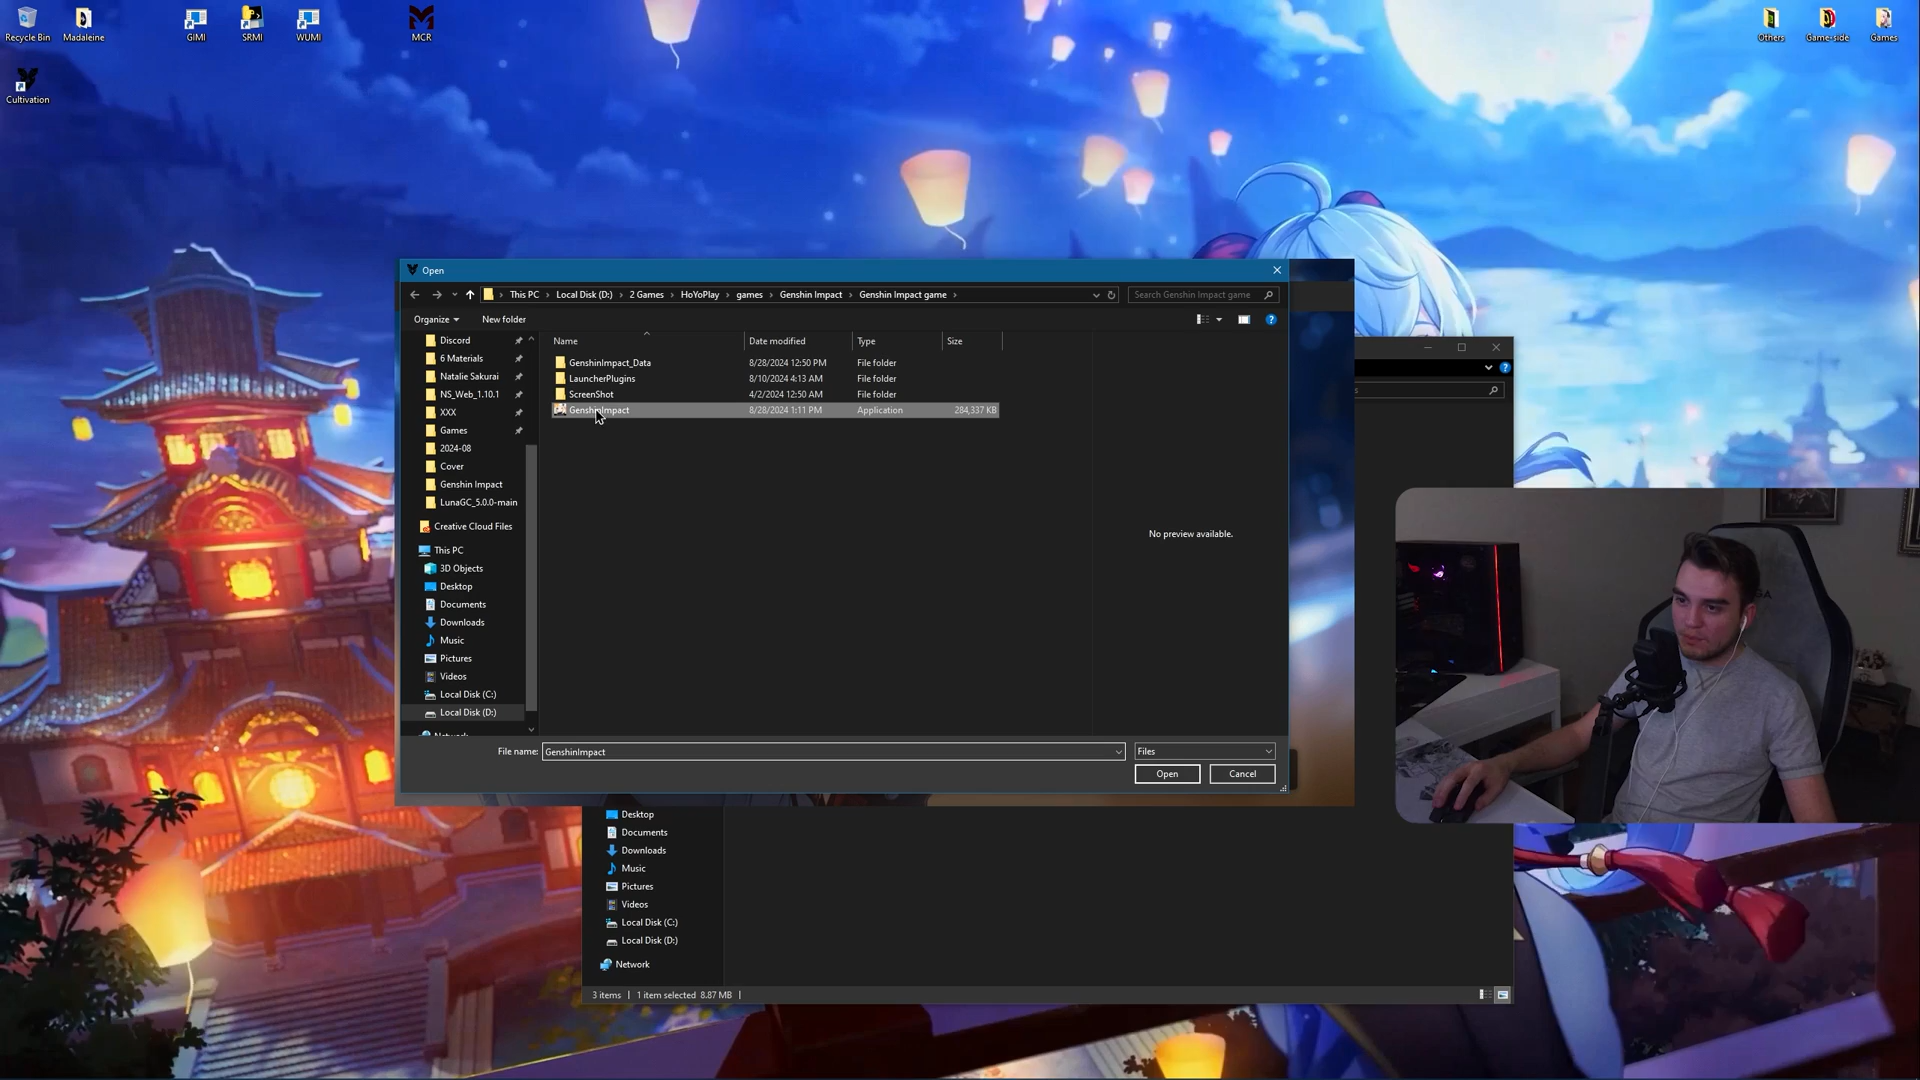 Recycle Bin
Madaleine
GIMI
SRMI
WUMI
MCR
Others
Game-side
Games
Cultivation
Open
This PC > Local Disk (D:) > 2 Games > HoYoPlay > games > Genshin Impact > Genshin Impact game >
Search Genshin Impact game
Organize
New folder
Name
Date modified
Type
Size
Discord
6 Materials
Natalie Sakurai
NS_Web_1.10.1
XXX
Games
2024-08
Cover
Genshin Impact
LunaGC_5.0.0-main
Creative Cloud Files
This PC
3D Objects
Desktop
Documents
Downloads
Music
Pictures
Videos
Local Disk (C:)
Local Disk (D:)
Network
GenshinImpact_Data 8/28/2024 12:50 PM File folder
LauncherPlugins 8/10/2024 4:13 AM File folder
ScreenShot 4/2/2024 12:50 AM File folder
GenshinImpact 8/28/2024 1:11 PM Application 284,337 KB
No preview available.
File name: GenshinImpact
Files
Open
Cancel
Desktop
Documents
Downloads
Music
Pictures
Videos
Local Disk (C:)
Local Disk (D:)
Network
3 items | 1 item selected 8.87 MB |